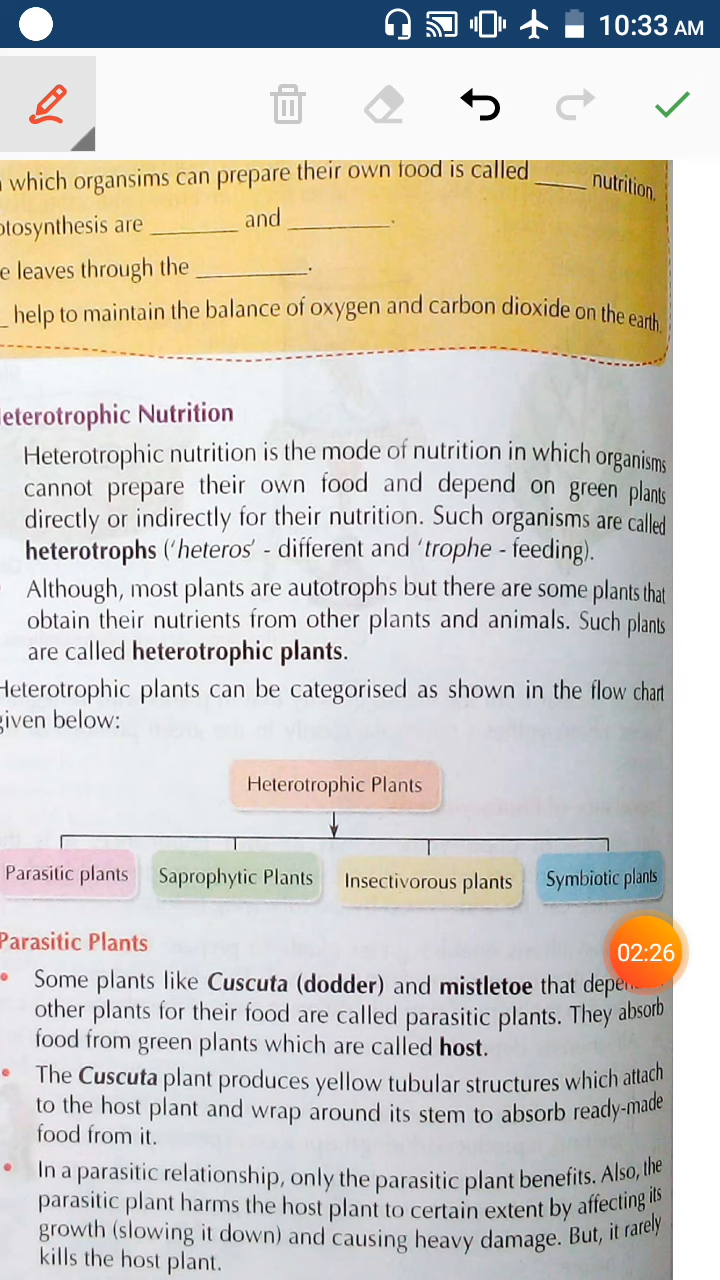 10:33 AM
which organsims can prepare their own food is called ____ nutrition.
otosynthesis are ________ and _________.
e leaves through the __________.
_ help to maintain the balance of oxygen and carbon dioxide on the earth.
eterotrophic Nutrition
Heterotrophic nutrition is the mode of nutrition in which organisms
cannot prepare their own food and depend on green plants
directly or indirectly for their nutrition. Such organisms are called
heterotrophs ('heteros' - different and 'trophe - feeding).
Although, most plants are autotrophs but there are some plants that
obtain their nutrients from other plants and animals. Such plants
are called heterotrophic plants.
Heterotrophic plants can be categorised as shown in the flow chart
given below:
Heterotrophic Plants
Parasitic plants Saprophytic Plants Insectivorous plants Symbiotic plants
Parasitic Plants
02:26
• Some plants like Cuscuta (dodder) and mistletoe that depen
other plants for their food are called parasitic plants. They absorb
food from green plants which are called host.
• The Cuscuta plant produces yellow tubular structures which attach
to the host plant and wrap around its stem to absorb ready-made
food from it.
• In a parasitic relationship, only the parasitic plant benefits. Also, the
parasitic plant harms the host plant to certain extent by affecting its
growth (slowing it down) and causing heavy damage. But, it rarely
kills the host plant.